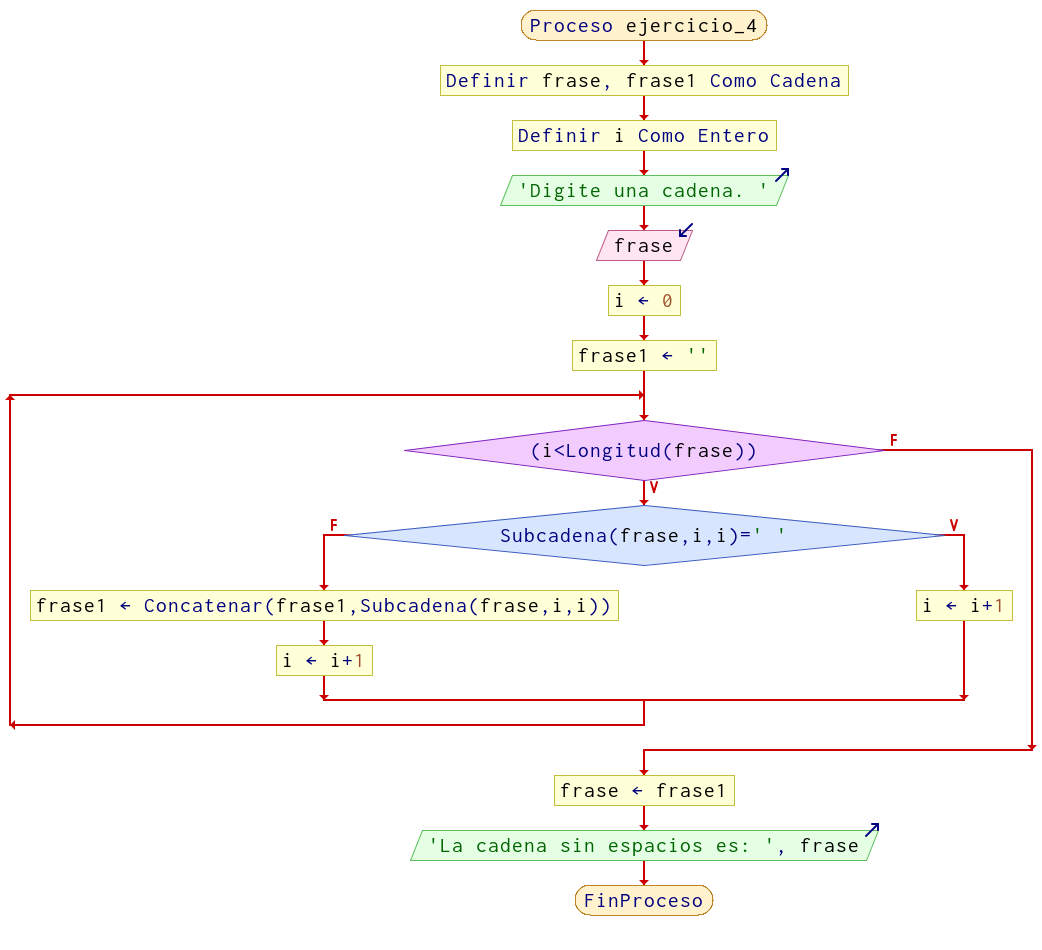 Proceso ejercicio_4
Definir frase, frase1 Como Cadena
Definir i Como Entero
'Digite una cadena. '
frase
i ← 0
frase1 ← ''
(i<Longitud(frase))
F
V
Subcadena(frase,i,i)=' '
F
V
frase1 ← Concatenar(frase1,Subcadena(frase,i,i))
i ← i+1
i ← i+1
frase ← frase1
'La cadena sin espacios es: ', frase
FinProceso